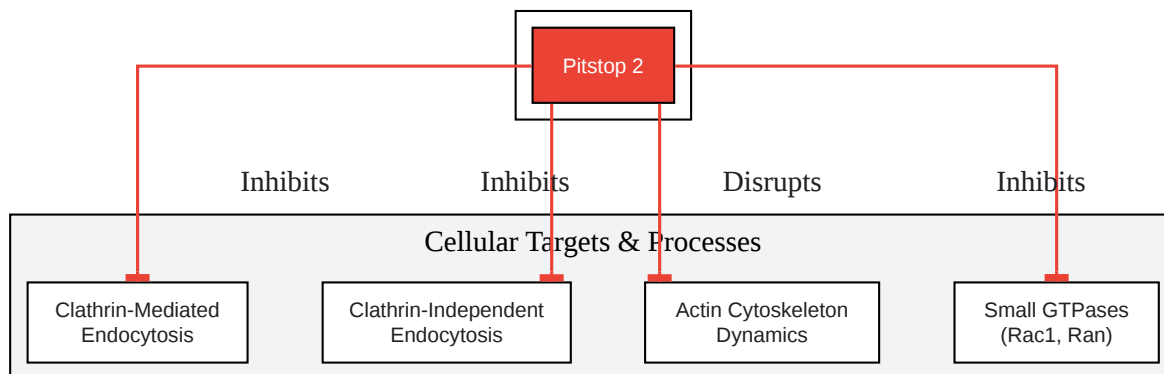 Pitstop 2
Inhibits
Inhibits
Disrupts
Inhibits
Cellular Targets & Processes
Clathrin-Mediated
Endocytosis
Clathrin-Independent
Endocytosis
Actin Cytoskeleton
Dynamics
Small GTPases
(Rac1, Ran)